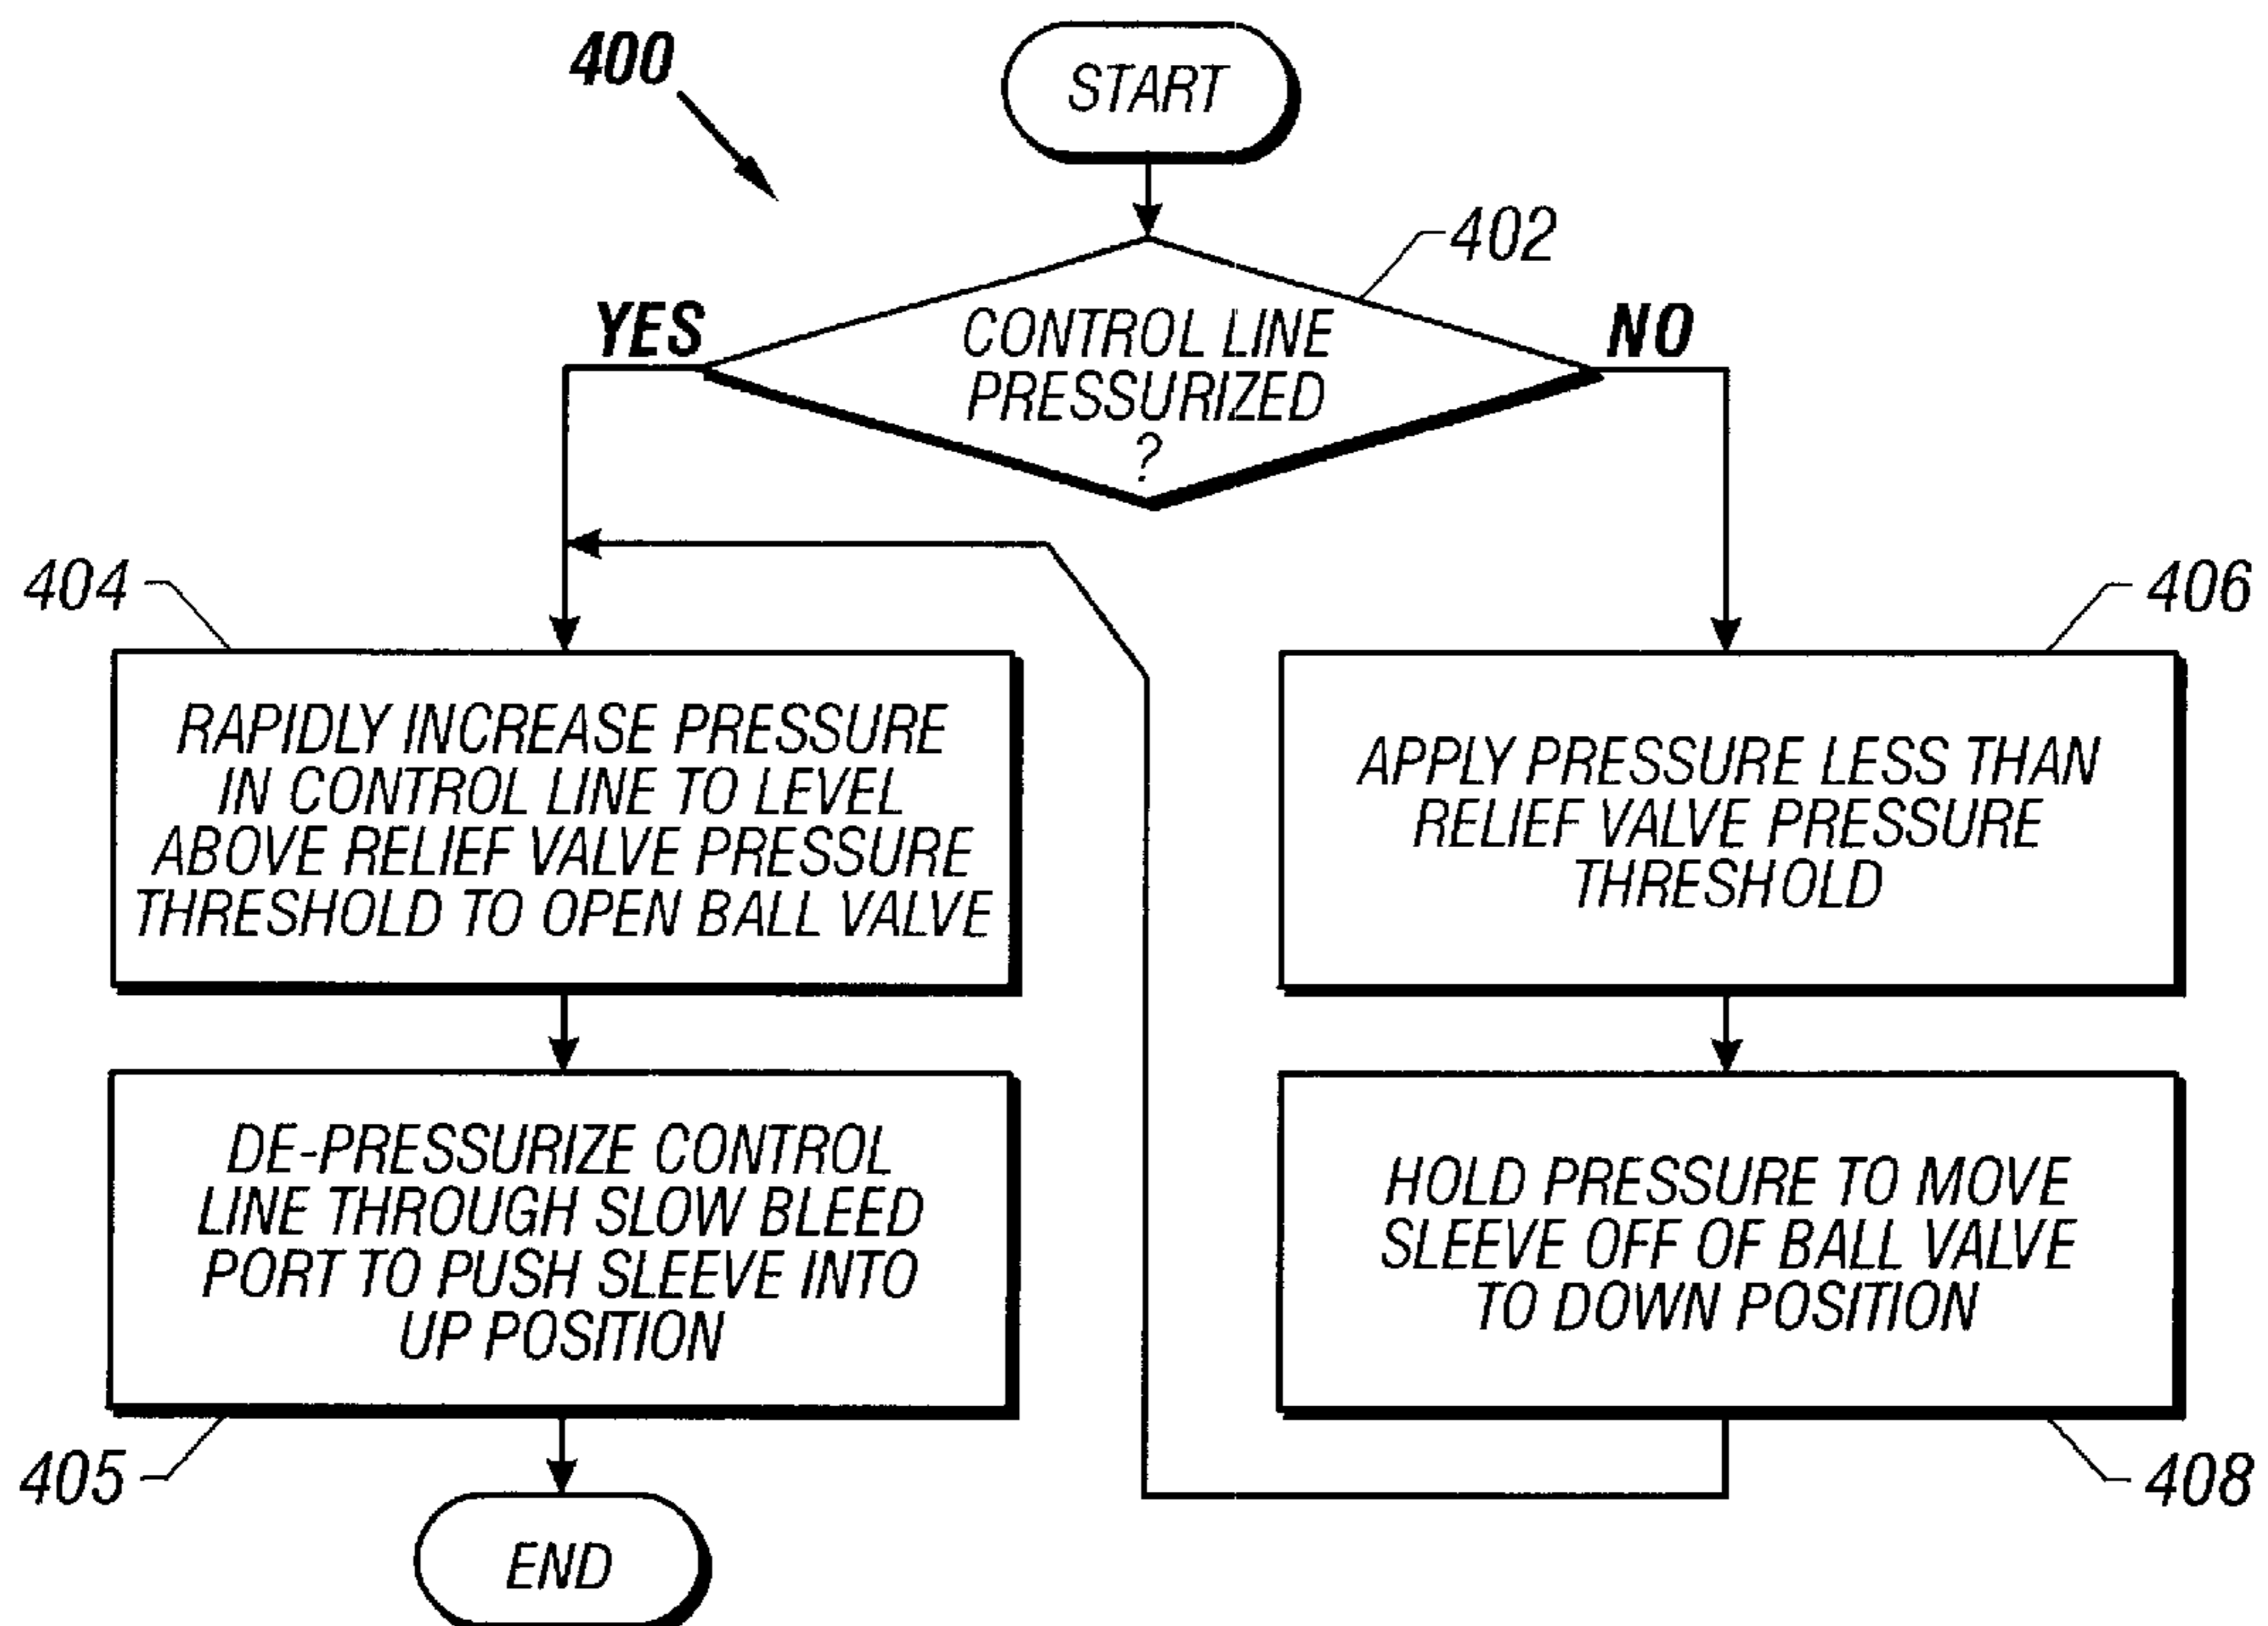 400
START
402
YES
CONTROL LINE
PRESSURIZED
?
NO
404
406
RAPIDLY INCREASE PRESSURE
IN CONTROL LINE TO LEVEL
ABOVE RELIEF VALVE PRESSURE
THRESHOLD TO OPEN BALL VALVE
APPLY PRESSURE LESS THAN
RELIEF VALVE PRESSURE
THRESHOLD
DE-PRESSURIZE CONTROL
LINE THROUGH SLOW BLEED
PORT TO PUSH SLEEVE INTO
UP POSITION
HOLD PRESSURE TO MOVE
SLEEVE OFF OF BALL VALVE
TO DOWN POSITION
405
408
END